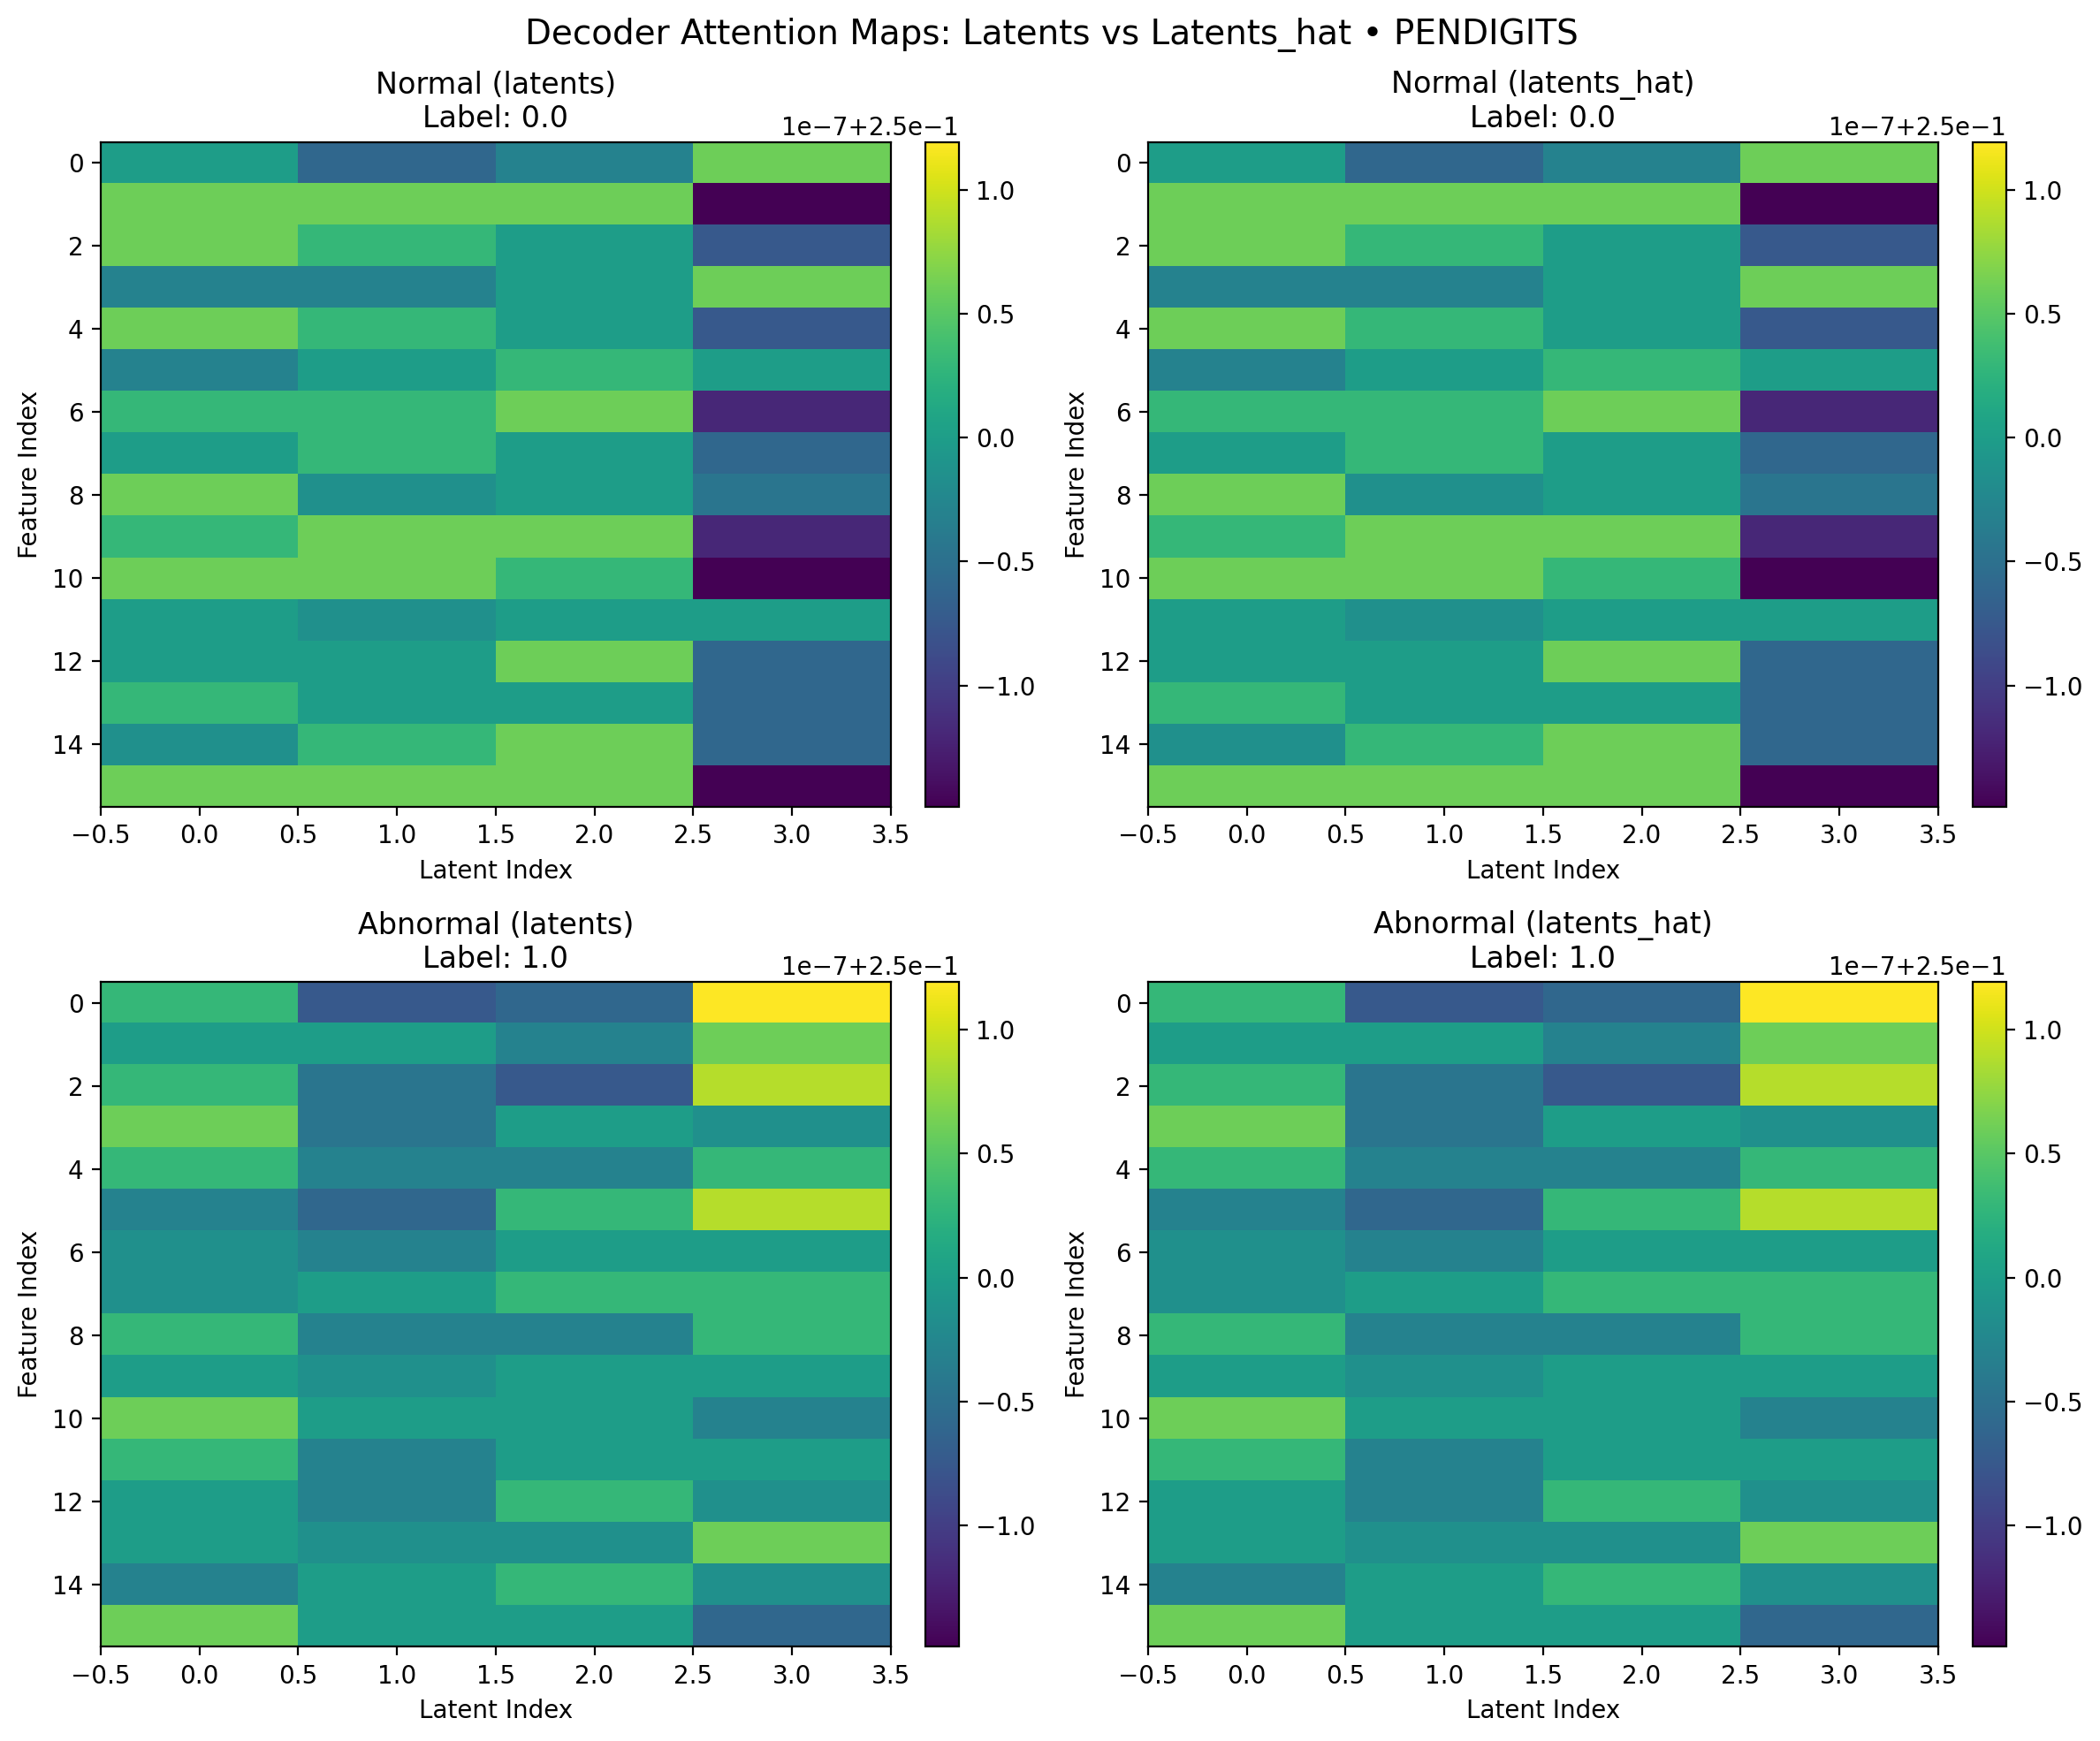 Decoder Attention Maps: Latents vs Latents_hat • PENDIGITS
Normal (latents)
Label: 0.0
1e−7+2.5e−1
0
2
4
6
8
10
12
14
Feature Index
−0.5 0.0 0.5 1.0 1.5 2.0 2.5 3.0 3.5
Latent Index
1.0
0.5
0.0
−0.5
−1.0
Normal (latents_hat)
Label: 0.0
1e−7+2.5e−1
0
2
4
6
8
10
12
14
Feature Index
−0.5 0.0 0.5 1.0 1.5 2.0 2.5 3.0 3.5
Latent Index
1.0
0.5
0.0
−0.5
−1.0
Abnormal (latents)
Label: 1.0
1e−7+2.5e−1
0
2
4
6
8
10
12
14
Feature Index
−0.5 0.0 0.5 1.0 1.5 2.0 2.5 3.0 3.5
Latent Index
1.0
0.5
0.0
−0.5
−1.0
Abnormal (latents_hat)
Label: 1.0
1e−7+2.5e−1
0
2
4
6
8
10
12
14
Feature Index
−0.5 0.0 0.5 1.0 1.5 2.0 2.5 3.0 3.5
Latent Index
1.0
0.5
0.0
−0.5
−1.0